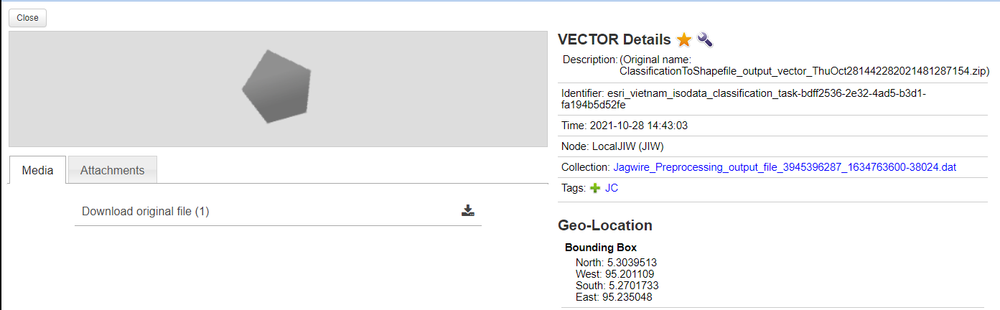 Close
Media
Attachments
Download original file (1)
VECTOR Details
Description: (Original name:
ClassificationToShapefile_output_vector_ThuOct281442282021481287154.zip)
Identifier: esri_vietnam_isodata_classification_task-bdff2536-2e32-4ad5-b3d1-
fa194b5d52fe
Time: 2021-10-28 14:43:03
Node: LocalJIW (JIW)
Collection: Jagwire_Preprocessing_output_file_3945396287_1634763600-38024.dat
Tags: JC
Geo-Location
Bounding Box
North: 5.3039513
West: 95.201109
South: 5.2701733
East: 95.235048